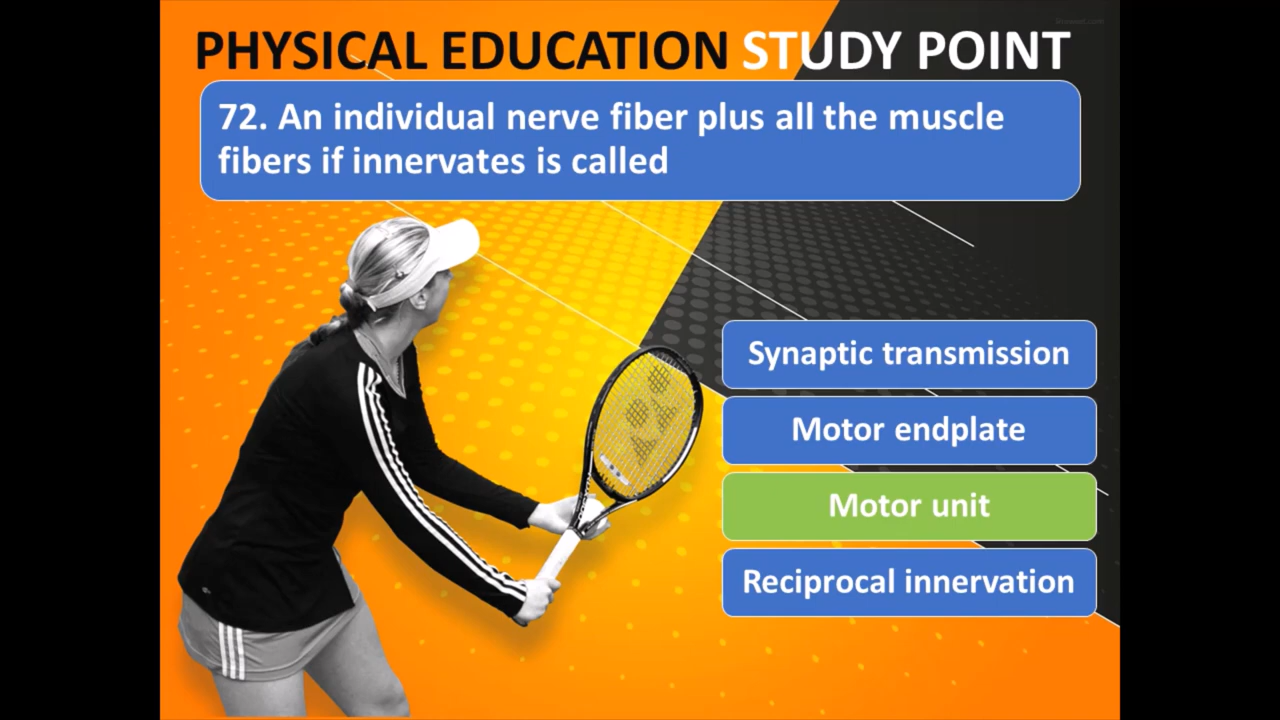 PHYSICAL EDUCATION STUDY POINT
72. An individual nerve fiber plus all the muscle
fibers if innervates is called
Synaptic transmission
Motor endplate
Motor unit
Reciprocal innervation